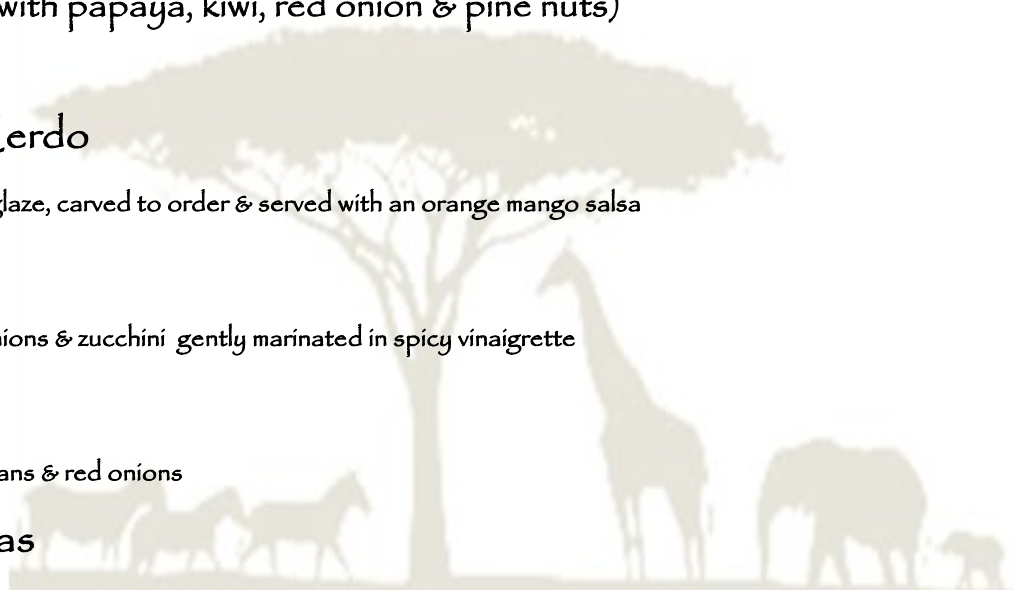 with papaya, kiwi, red onion & pine nuts)
erdo
glaze, carved to order & served with an orange mango salsa
ions & zucchini gently marinated in spicy vinaigrette
ans & red onions
as